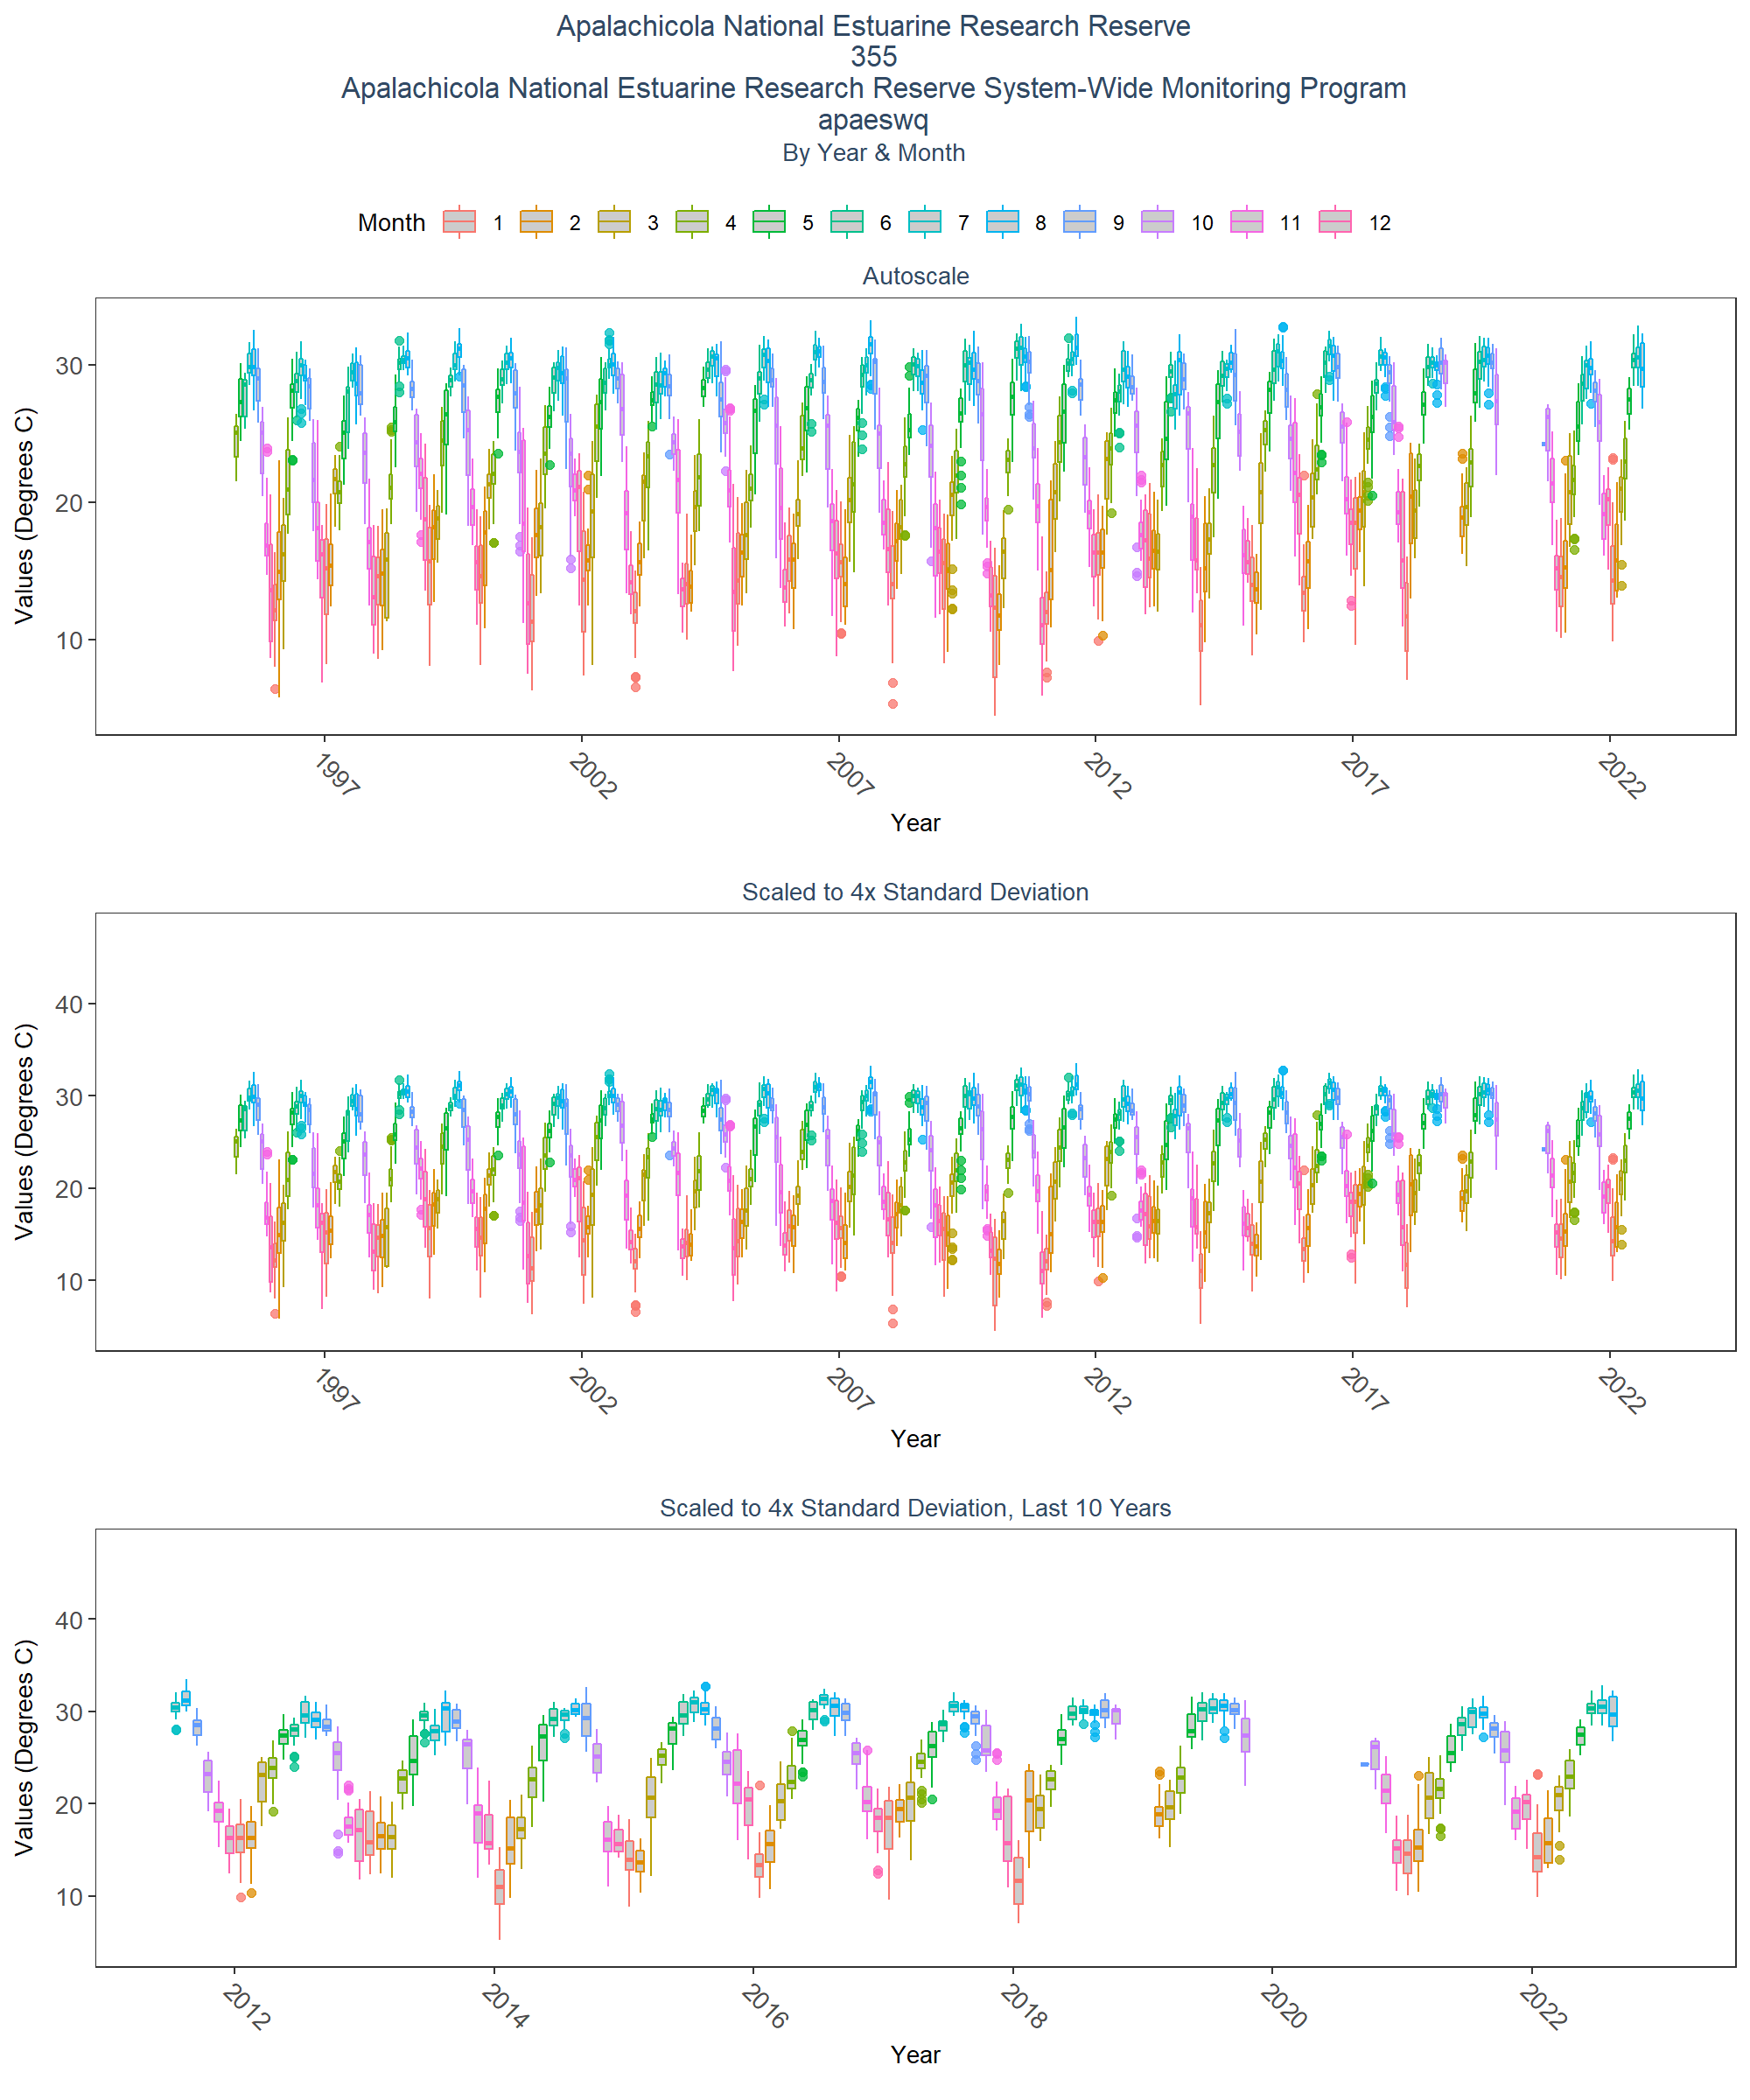 Apalachicola National Estuarine Research Reserve
355
Apalachicola National Estuarine Research Reserve System-Wide Monitoring Program
apaeswq
By Year & Month
Month 1 2 3 4 5 6 7 8 9 10 11 12
Autoscale
Values (Degrees C)
30
20
10
1997 2002 2007 2012 2017 2022
Year
Scaled to 4x Standard Deviation
Values (Degrees C)
40
30
20
10
1997 2002 2007 2012 2017 2022
Year
Scaled to 4x Standard Deviation, Last 10 Years
Values (Degrees C)
40
30
20
10
2012 2014 2016 2018 2020 2022
Year